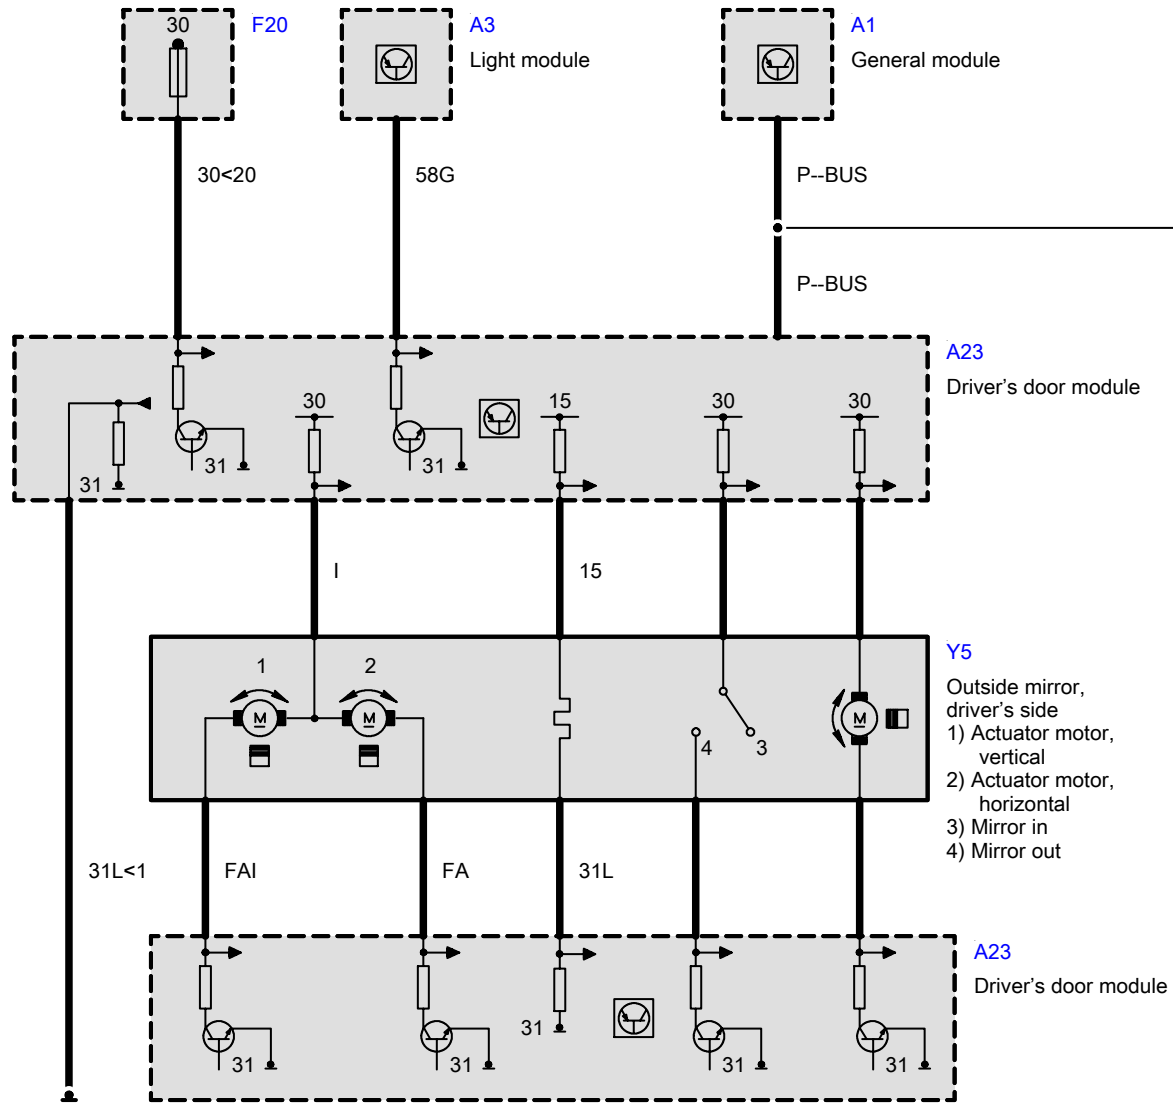 30
F20
A3
Light module
A1
General module
30<20
58G
P--BUS
P--BUS
A23
Driver's door module
30
15
30
30
31
31
31
I
15
Y5
Outside mirror,
driver's side
1) Actuator motor,
vertical
2) Actuator motor,
horizontal
3) Mirror in
4) Mirror out
1
2
M
M
M
4
3
31L<1
FAI
FA
31L
A23
Driver's door module
31
31
31
31
31